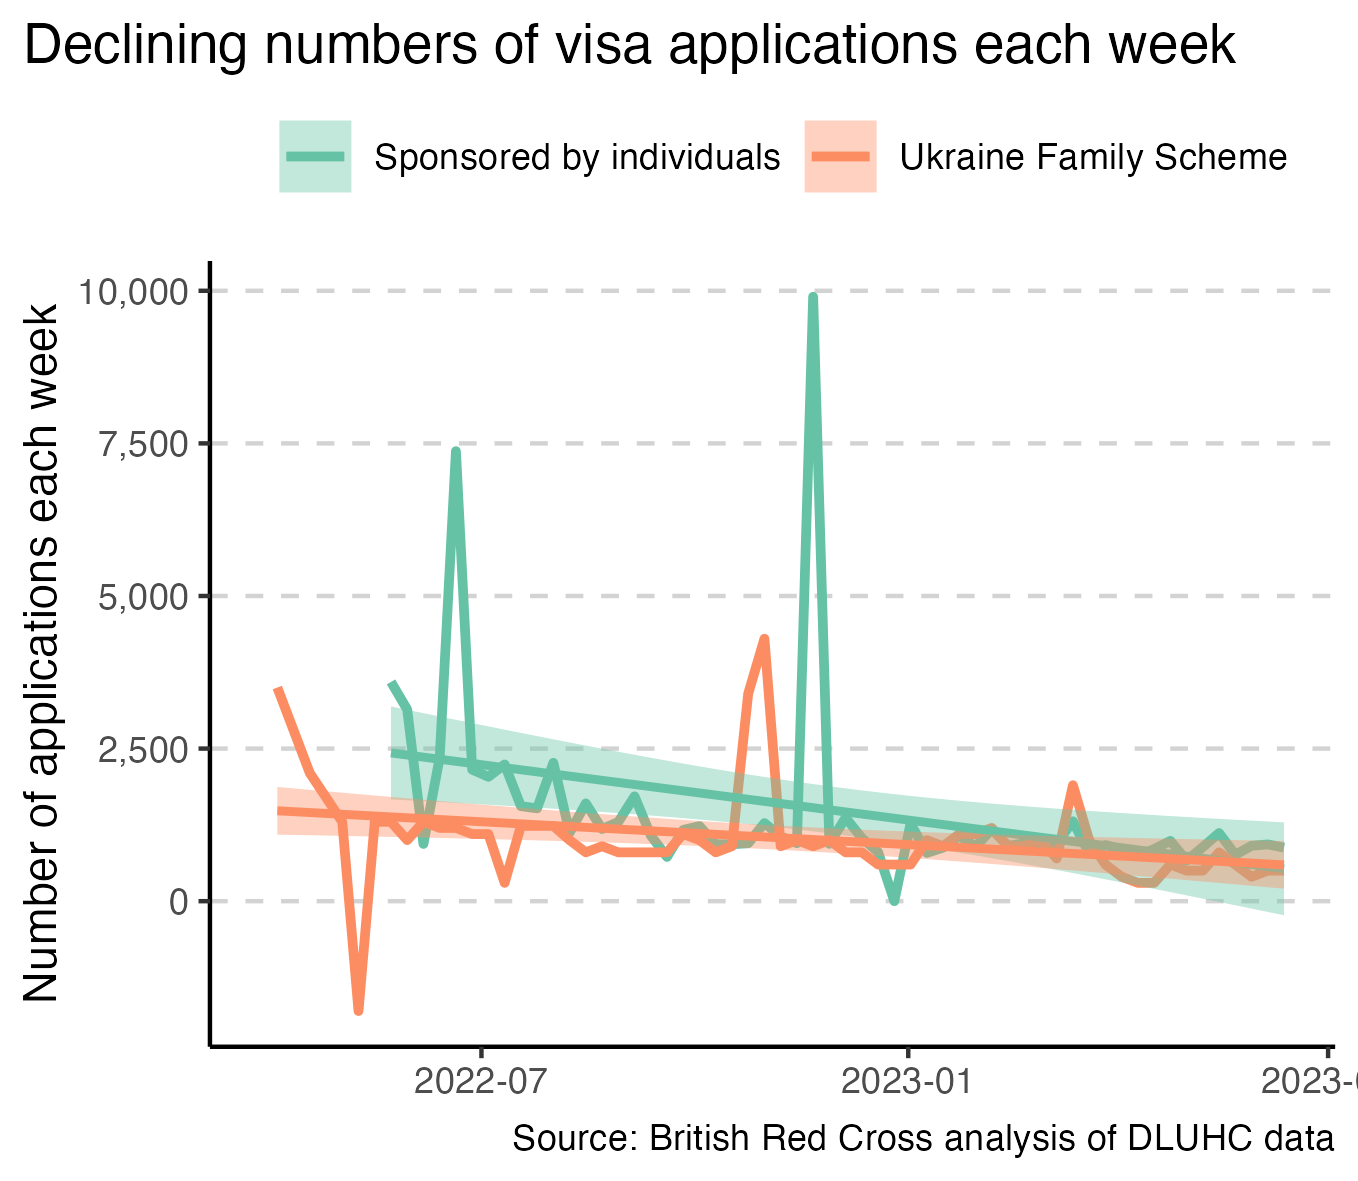 Declining numbers of visa applications each week
Sponsored by individuals
Ukraine Family Scheme
Number of applications each week
10,000
7,500
5,000
2,500
0
2022-07
2023-01
2023-
Source: British Red Cross analysis of DLUHC data